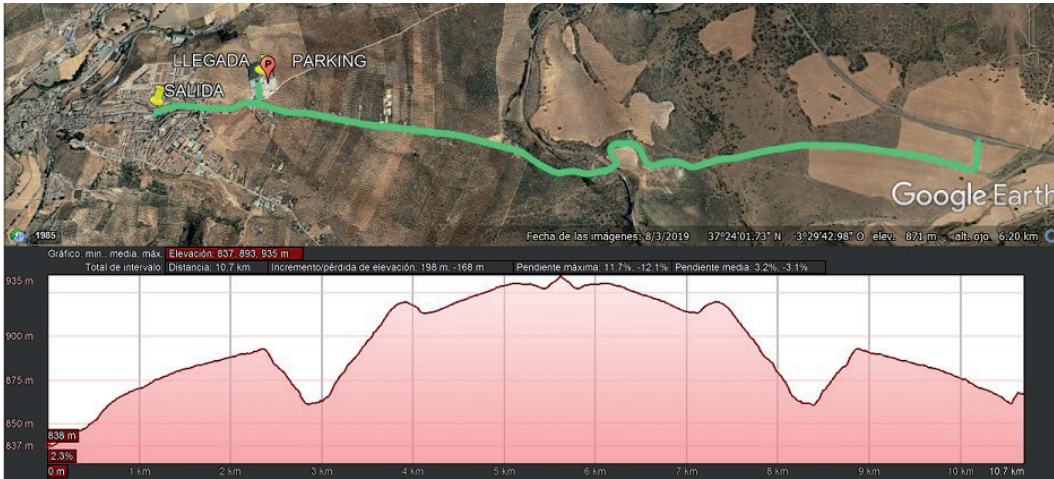 LLEGADA P PARKING
SALIDA
Google Earth
1985
Fecha de las imágenes: 8/3/2019 37°24'01.73" N 3°29'42.98" O elev. 871 m alt. ojo 6.20 km
Gráfico: mín., media, máx. Elevación: 837, 893, 935 m
Total de intervalo: Distancia: 10.7 km Incremento/pérdida de elevación: 198 m, -168 m Pendiente máxima: 11.7%, -12.1% Pendiente media: 3.2%, -3.1%
935 m
900 m
875 m
850 m
838 m
837 m
2.3%
0 m 1 km 2 km 3 km 4 km 5 km 6 km 7 km 8 km 9 km 10 km 10.7 km